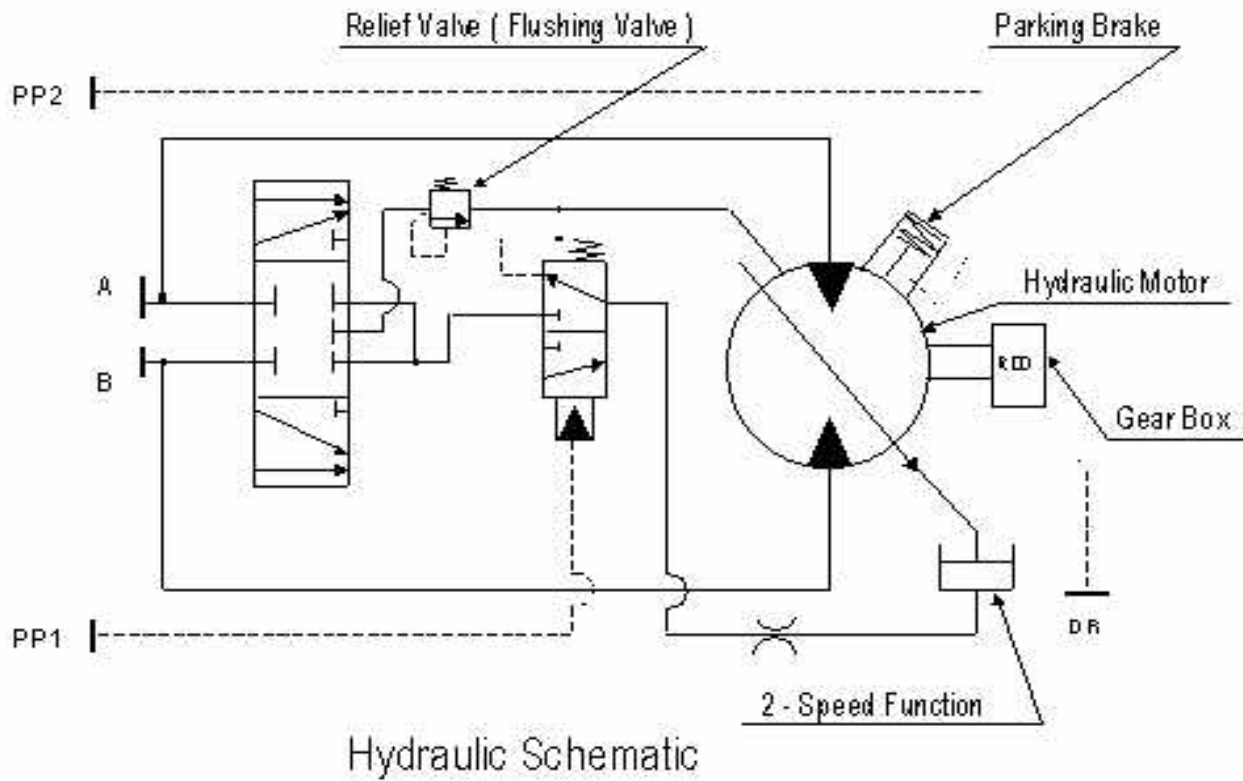 Relief Valve ( Flushing Valve )
Parking Brake
PP2
A
Hydraulic Motor
B
RED
Gear Box
PP1
DR
2 - Speed Function
Hydraulic Schematic